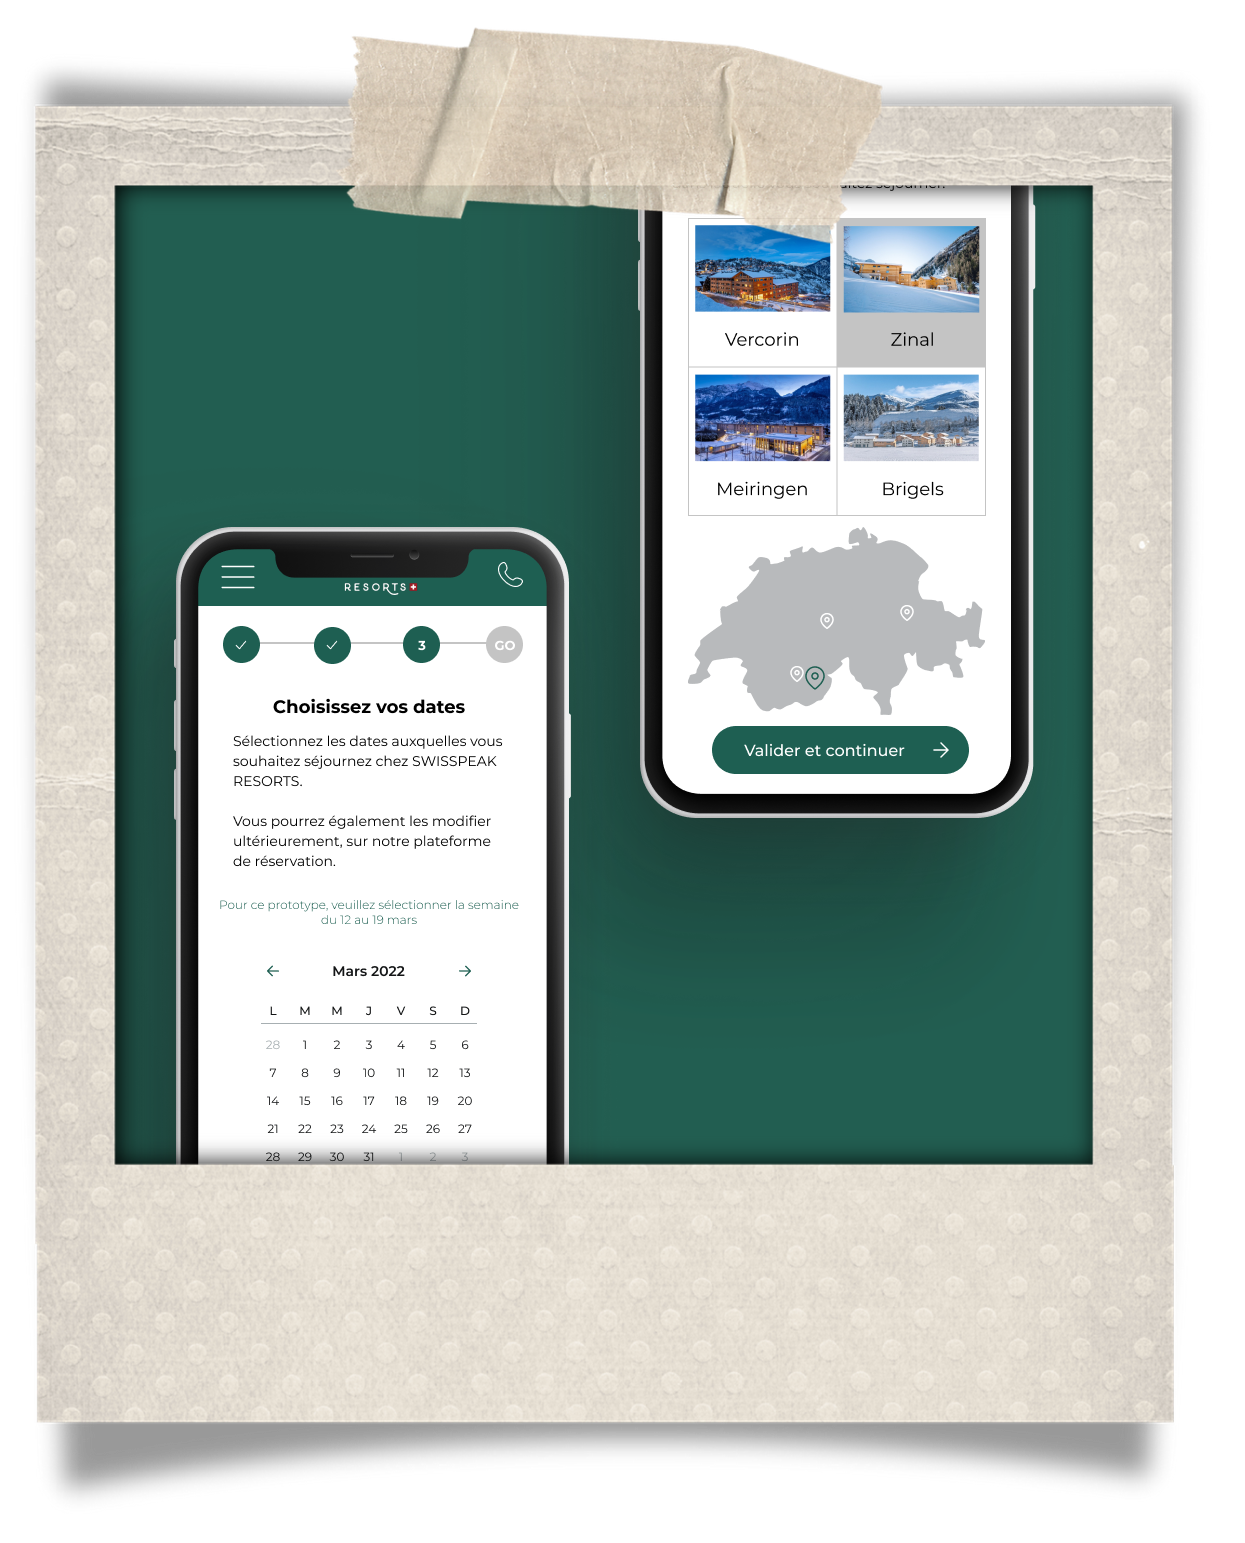 séjourner?
Vercorin
Zinal
Meiringen
Brigels
Valider et continuer
RESORTS
3
GO
Choisissez vos dates
Sélectionnez les dates auxquelles vous
souhaitez séjournez chez SWISSPEAK
RESORTS.
Vous pourrez également les modifier
ultérieurement, sur notre plateforme
de réservation.
Pour ce prototype, veuillez sélectionner la semaine
du 12 au 19 mars
Mars 2022
L M M J V S D
28 1 2 3 4 5 6
7 8 9 10 11 12 13
14 15 16 17 18 19 20
21 22 23 24 25 26 27
28 29 30 31 1 2 3